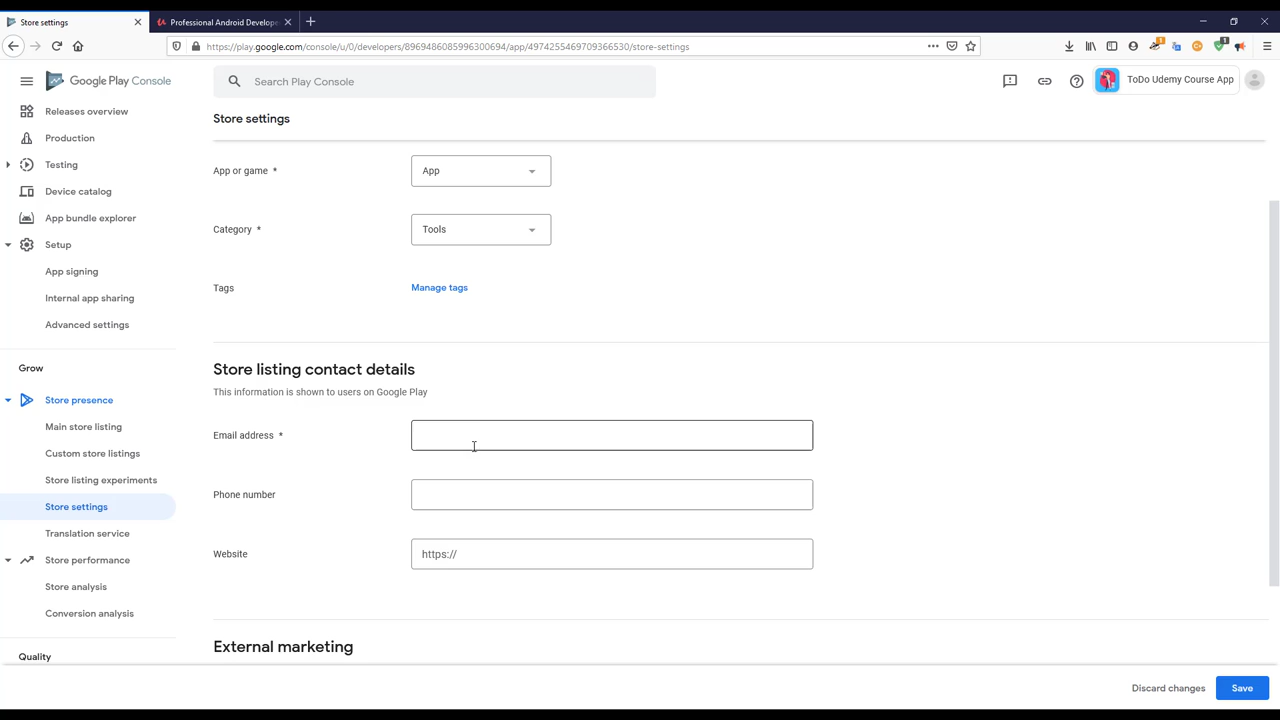 Store settings
Professional Android Develope
https://play.google.com/console/u/0/developers/8969486085996300694/app/4974255469709366530/store-settings
Google Play Console
Search Play Console
ToDo Udemy Course App
Releases overview
Production
Testing
Device catalog
App bundle explorer
Setup
App signing
Internal app sharing
Advanced settings
Grow
Store presence
Main store listing
Custom store listings
Store listing experiments
Store settings
Translation service
Store performance
Store analysis
Conversion analysis
Quality
Store settings
App or game *
App
Category *
Tools
Tags
Manage tags
Store listing contact details
This information is shown to users on Google Play
Email address *
Phone number
Website
https://
External marketing
Discard changes
Save